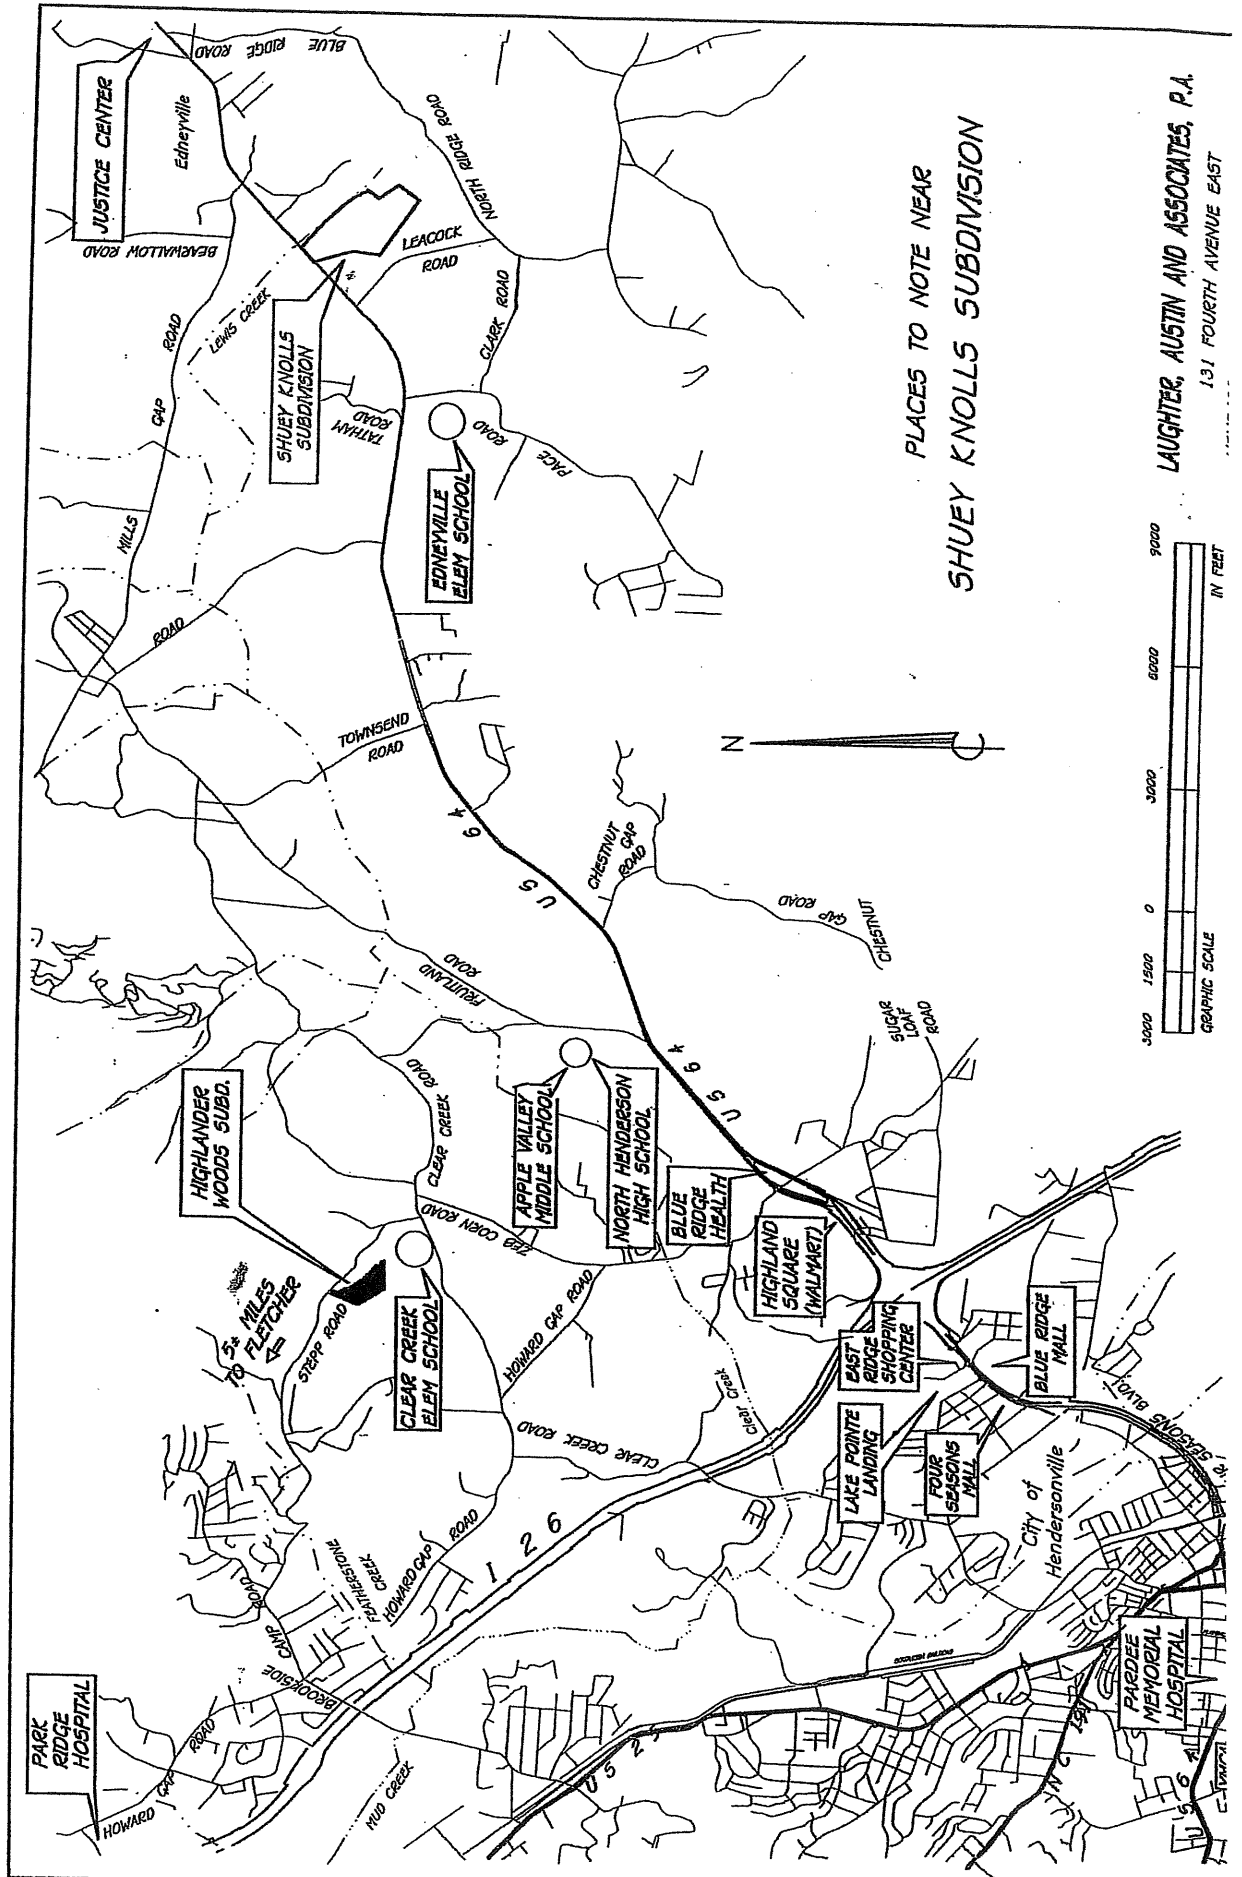 JUSTICE CENTER
BLUE RIDGE ROAD
Edneyville
BEARWALLOW ROAD
NORTH RIDGE ROAD
LEACOCK
ROAD
LEWIS CREEK
SHUEY KNOLLS
SUBDIVISION
CLARK ROAD
MILLS GAP ROAD
TATHAM
ROAD
EDNEYVILLE
ELEM SCHOOL
PACE ROAD
ROAD
TOWNSEND
ROAD
US 64
CHESTNUT
GAP
ROAD
CHESTNUT
GAP ROAD
FRUITLAND
ROAD
US 64
SUGAR
LOAF
ROAD
HIGHLANDER
WOODS SUBD.
CLEAR CREEK ROAD
APPLE VALLEY
MIDDLE SCHOOL
NORTH HENDERSON
HIGH SCHOOL
BLUE
RIDGE
HEALTH
HIGHLAND
SQUARE
(WALMART)
ZEB CORN ROAD
5± MILES
TO FLETCHER
STEPP ROAD
CLEAR CREEK
ELEM SCHOOL
HOWARD GAP ROAD
EAST
RIDGE
SHOPPING
CENTER
BLUE RIDGE
MALL
CLEAR CREEK ROAD
Clear Creek
LAKE POINTE
LANDING
FOUR
SEASONS
MALL
SEASONS BLVD.
City of
Hendersonville
I 26
HOWARD GAP ROAD
FEATHERSTONE
CREEK
BROOKSIDE CAMP ROAD
PARK
RIDGE
HOSPITAL
HOWARD GAP ROAD
MUD CREEK
US 25
NC 191
PARDEE
MEMORIAL
HOSPITAL
US 64
N
PLACES TO NOTE NEAR
SHUEY KNOLLS SUBDIVISION
3000 1500 0 3000 6000 9000
GRAPHIC SCALE IN FEET
LAUGHTER, AUSTIN AND ASSOCIATES, P.A.
131 FOURTH AVENUE EAST